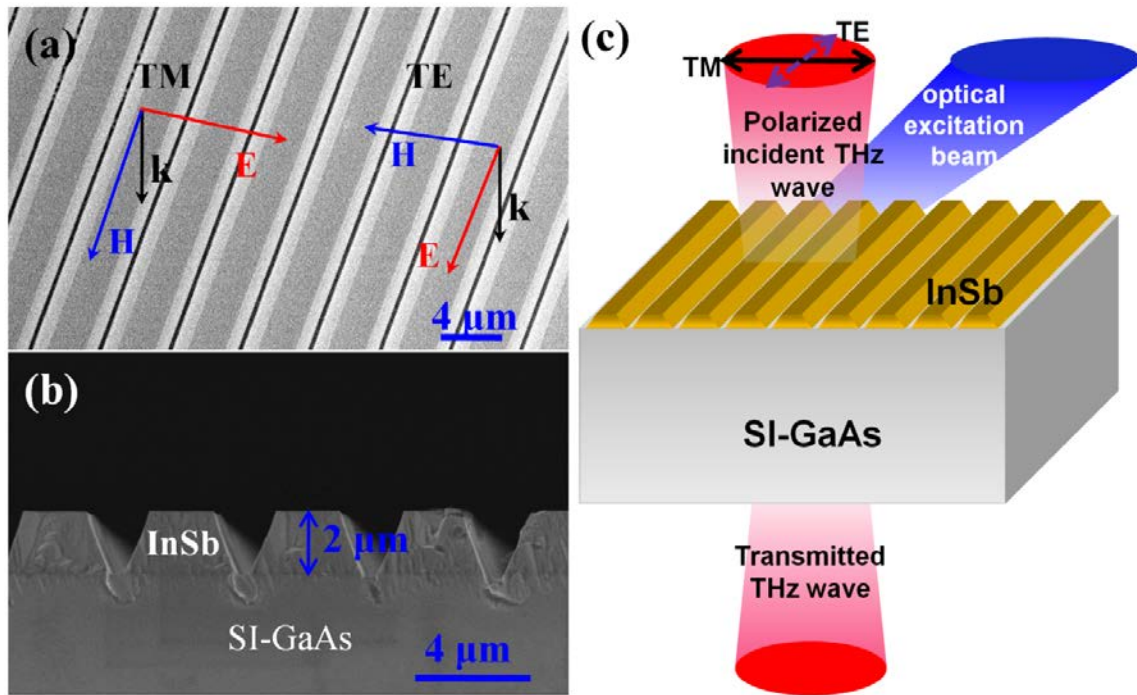 (a)
TM
TE
E
k
H
H
k
E
4 μm
(b)
InSb
2 μm
SI-GaAs
4 μm
(c)
TE
TM
Polarized
incident THz
wave
optical
excitation
beam
InSb
SI-GaAs
Transmitted
THz wave